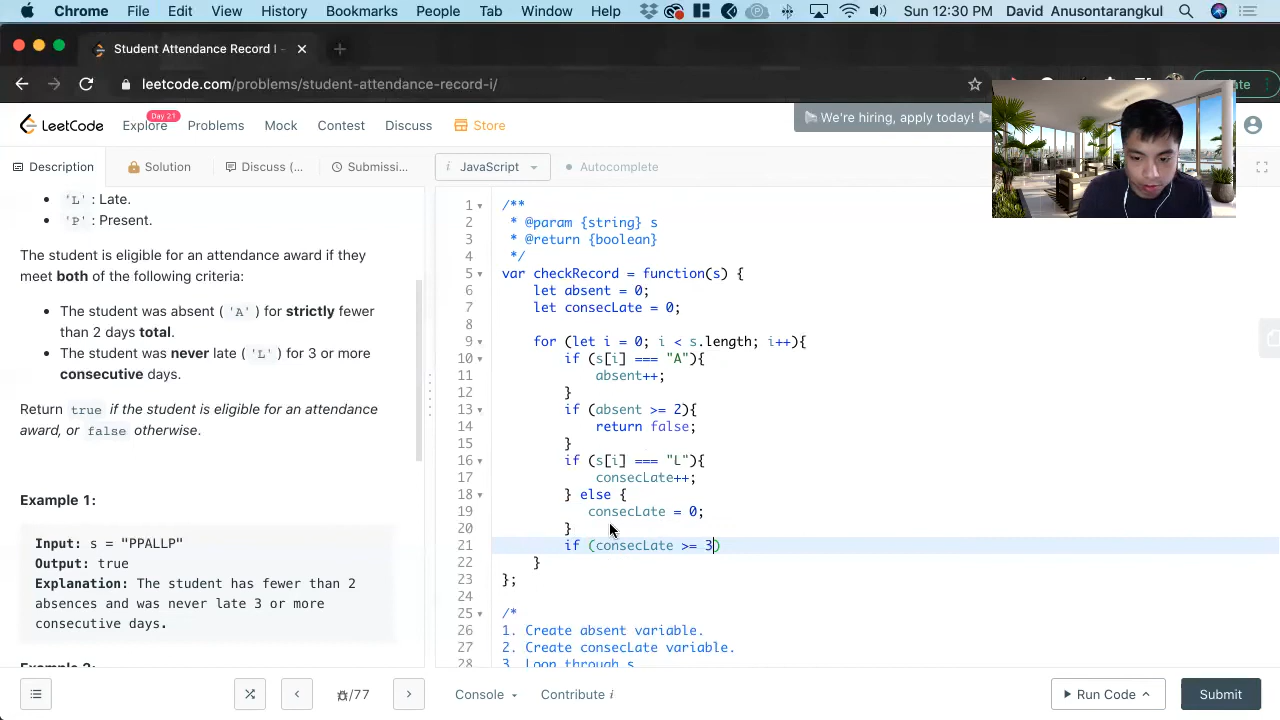 Chrome File Edit View History Bookmarks People Tab Window Help Sun 12:30 PM David Anusontarangkul
Student Attendance Record I -
leetcode.com/problems/student-attendance-record-i/
LeetCode Explore Day 21 Problems Mock Contest Discuss Store We're hiring, apply today!
Description Solution Discuss (... Submissi... i JavaScript Autocomplete
'L' : Late.
'P' : Present.
The student is eligible for an attendance award if they
meet both of the following criteria:
The student was absent ( 'A' ) for strictly fewer
than 2 days total.
The student was never late ( 'L' ) for 3 or more
consecutive days.
Return true if the student is eligible for an attendance
award, or false otherwise.
Example 1:
Input: s = "PPALLP"
Output: true
Explanation: The student has fewer than 2
absences and was never late 3 or more
consecutive days.
Example 2:
1 /**
2 * @param {string} s
3 * @return {boolean}
4 */
5 var checkRecord = function(s) {
6 let absent = 0;
7 let consecLate = 0;
8
9 for (let i = 0; i < s.length; i++){
10 if (s[i] === "A"){
11 absent++;
12 }
13 if (absent >= 2){
14 return false;
15 }
16 if (s[i] === "L"){
17 consecLate++;
18 } else {
19 consecLate = 0;
20 }
21 if (consecLate >= 3)
22 }
23 };
24
25 /*
26 1. Create absent variable.
27 2. Create consecLate variable.
28 3. Loop through s
/77 Console Contribute i Run Code Submit